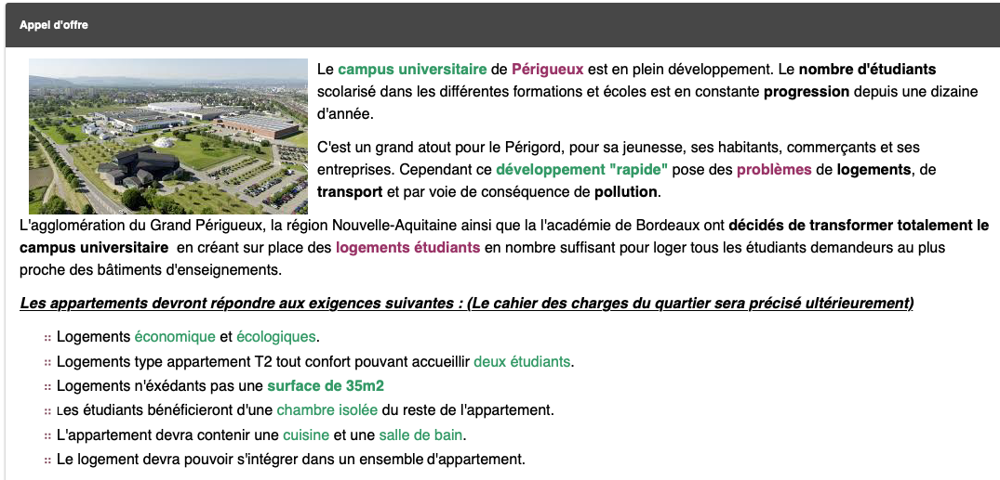 Appel d'offre
Le campus universitaire de Périgueux est en plein développement. Le nombre d'étudiants
scolarisé dans les différentes formations et écoles est en constante progression depuis une dizaine
d'année.
C'est un grand atout pour le Périgord, pour sa jeunesse, ses habitants, commerçants et ses
entreprises. Cependant ce développement "rapide" pose des problèmes de logements, de
transport et par voie de conséquence de pollution.
L'agglomération du Grand Périgueux, la région Nouvelle-Aquitaine ainsi que la l'académie de Bordeaux ont décidés de transformer totalement le
campus universitaire en créant sur place des logements étudiants en nombre suffisant pour loger tous les étudiants demandeurs au plus
proche des bâtiments d'enseignements.
Les appartements devront répondre aux exigences suivantes : (Le cahier des charges du quartier sera précisé ultérieurement)
:: Logements économique et écologiques.
:: Logements type appartement T2 tout confort pouvant accueillir deux étudiants.
:: Logements n'éxédants pas une surface de 35m2
:: Les étudiants bénéficieront d'une chambre isolée du reste de l'appartement.
:: L'appartement devra contenir une cuisine et une salle de bain.
:: Le logement devra pouvoir s'intégrer dans un ensemble d'appartement.